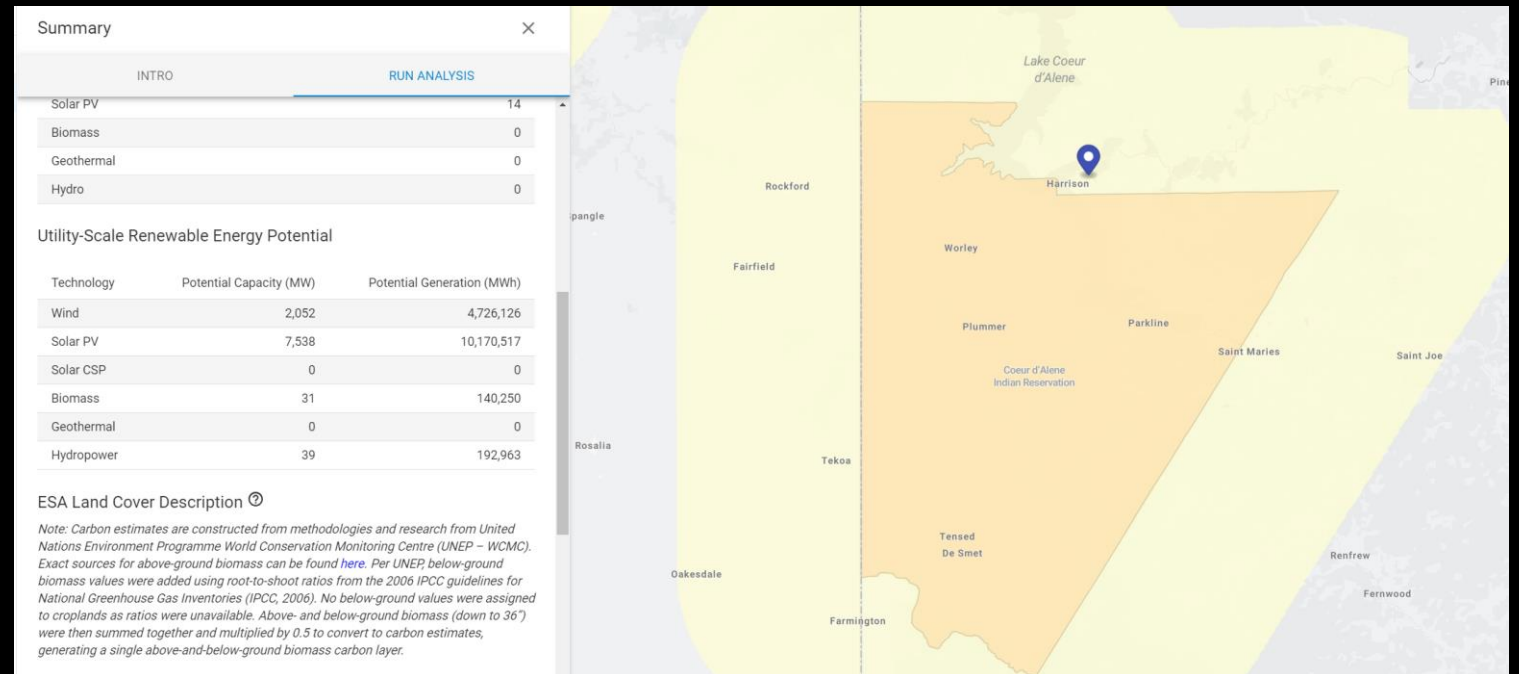 Summary ×
INTRO RUN ANALYSIS
Solar PV 14
Biomass 0
Geothermal 0
Hydro 0
Utility-Scale Renewable Energy Potential
Technology Potential Capacity (MW) Potential Generation (MWh)
Wind 2,052 4,726,126
Solar PV 7,538 10,170,517
Solar CSP 0 0
Biomass 31 140,250
Geothermal 0 0
Hydropower 39 192,963
ESA Land Cover Description ?
Note: Carbon estimates are constructed from methodologies and research from United
Nations Environment Programme World Conservation Monitoring Centre (UNEP – WCMC).
Exact sources for above-ground biomass can be found here. Per UNEP, below-ground
biomass values were added using root-to-shoot ratios from the 2006 IPCC guidelines for
National Greenhouse Gas Inventories (IPCC, 2006). No below-ground values were assigned
to croplands as ratios were unavailable. Above- and below-ground biomass (down to 36”)
were then summed together and multiplied by 0.5 to convert to carbon estimates,
generating a single above-and-below-ground biomass carbon layer.
Lake Coeur
d'Alene
Pine
Rockford
Harrison
pangle
Worley
Fairfield
Plummer
Parkline
Saint Maries
Saint Joe
Coeur d'Alene
Indian Reservation
Rosalia
Tekoa
Tensed
De Smet
Renfrew
Oakesdale
Fernwood
Farmington